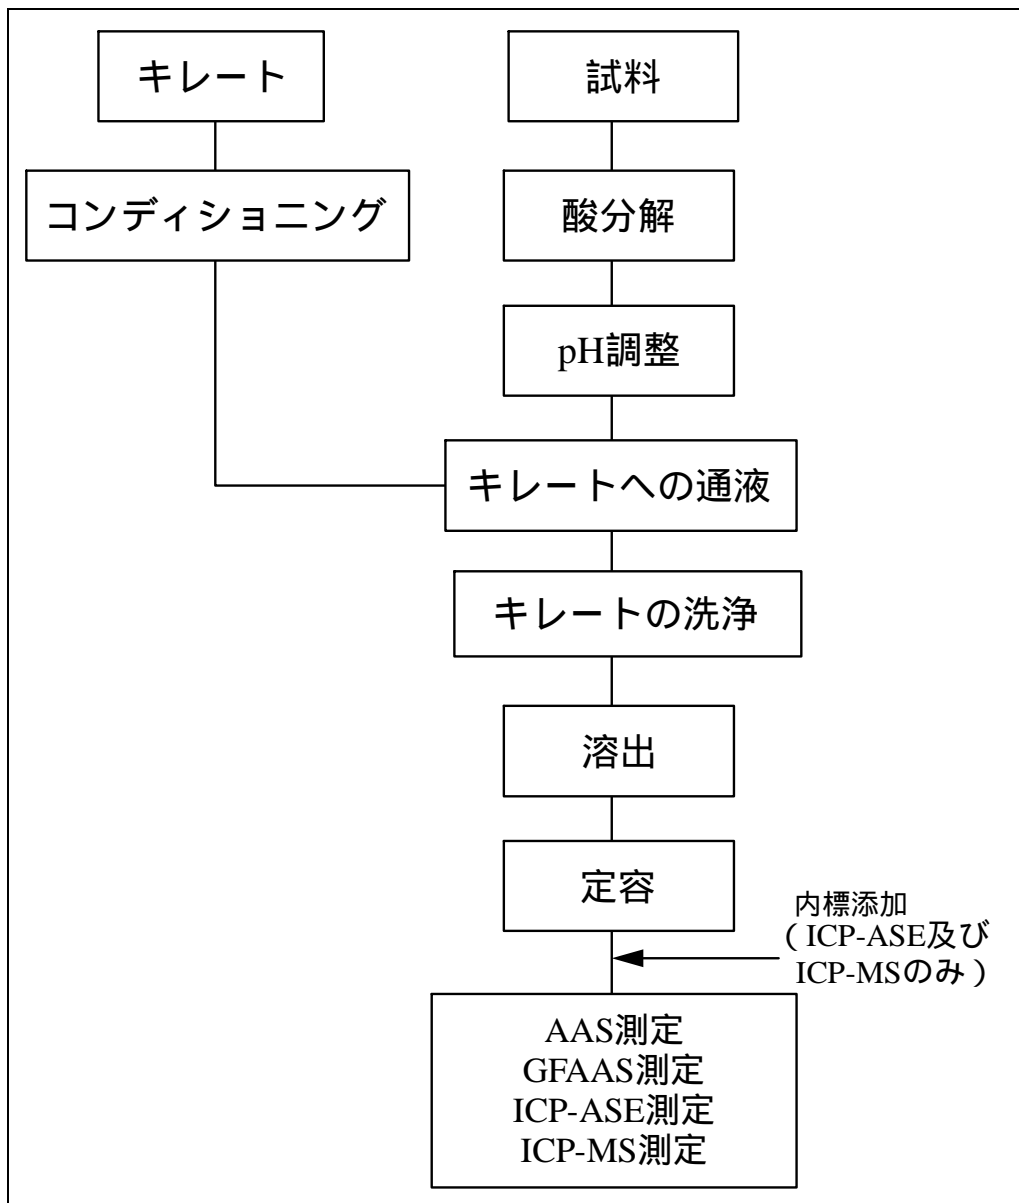 キレート
試料
コンディショニング
酸分解
pH調整
キレートへの通液
キレートの洗浄
溶出
定容
内標添加
（ICP-ASE及び
ICP-MSのみ）
AAS測定
GFAAS測定
ICP-ASE測定
ICP-MS測定